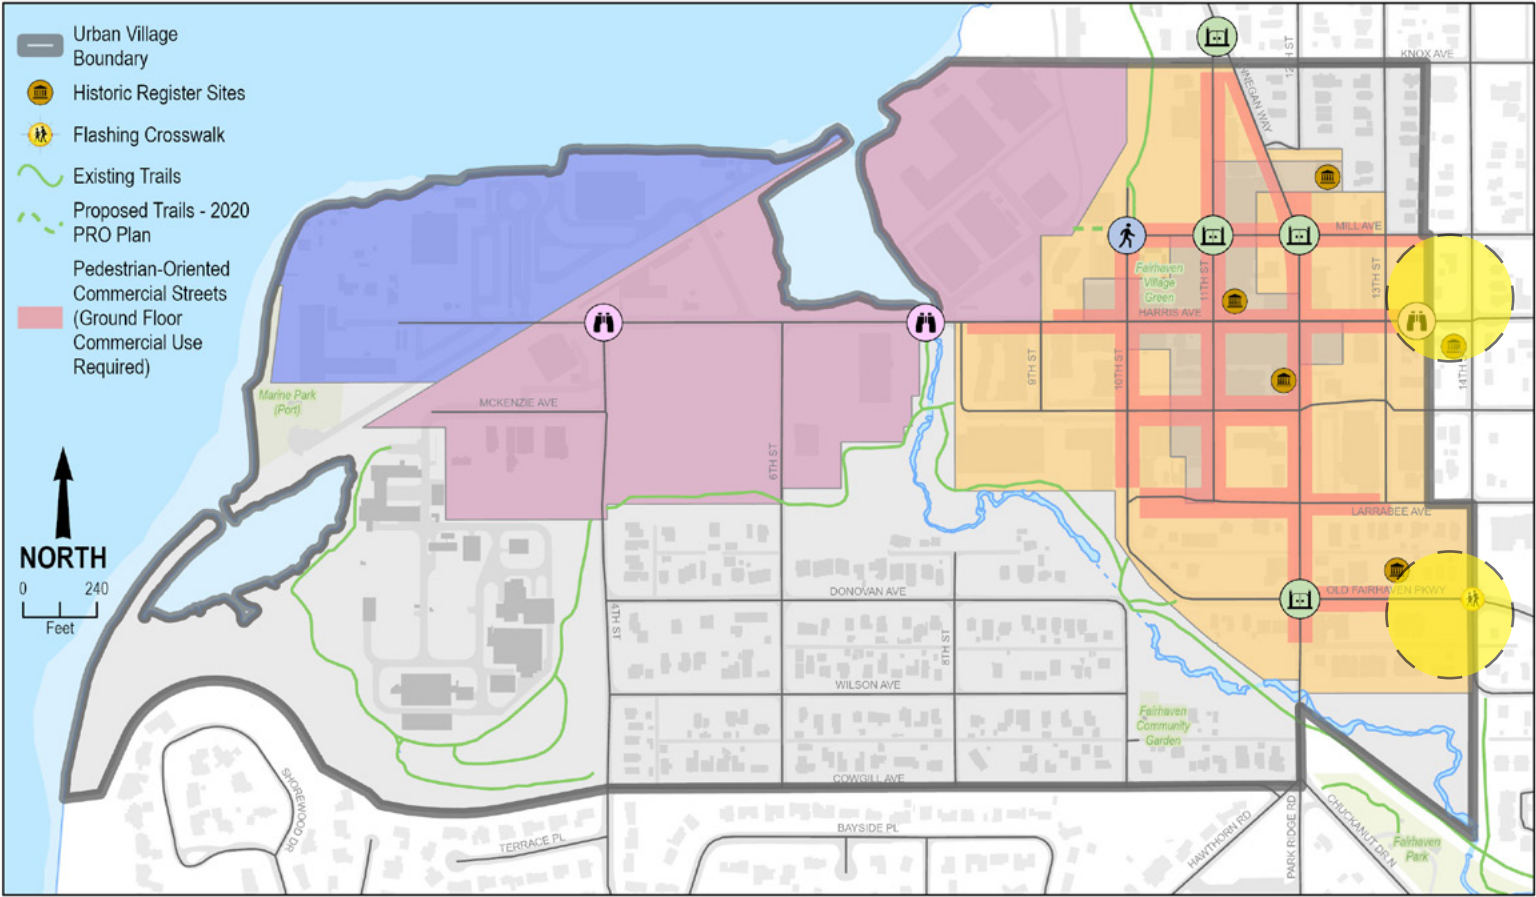 Urban Village
Boundary
Historic Register Sites
Flashing Crosswalk
Existing Trails
Proposed Trails - 2020
PRO Plan
Pedestrian-Oriented
Commercial Streets
(Ground Floor
Commercial Use
Required)
NORTH
0 240
Feet
KNOX AVE
MILL AVE
13TH ST
11TH ST
Fairhaven
Village
Green
HARRIS AVE
9TH ST
10TH ST
Marine Park
(Port)
MCKENZIE AVE
6TH ST
LARRABEE AVE
OLD FAIRHAVEN PKWY
DONOVAN AVE
4TH ST
8TH ST
WILSON AVE
Fairhaven
Community
Garden
COWGILL AVE
SHOREWOOD DR
TERRACE PL
BAYSIDE PL
HAWTHORN RD
PARK RIDGE RD
CHUCKANUT DR N
Fairhaven
Park